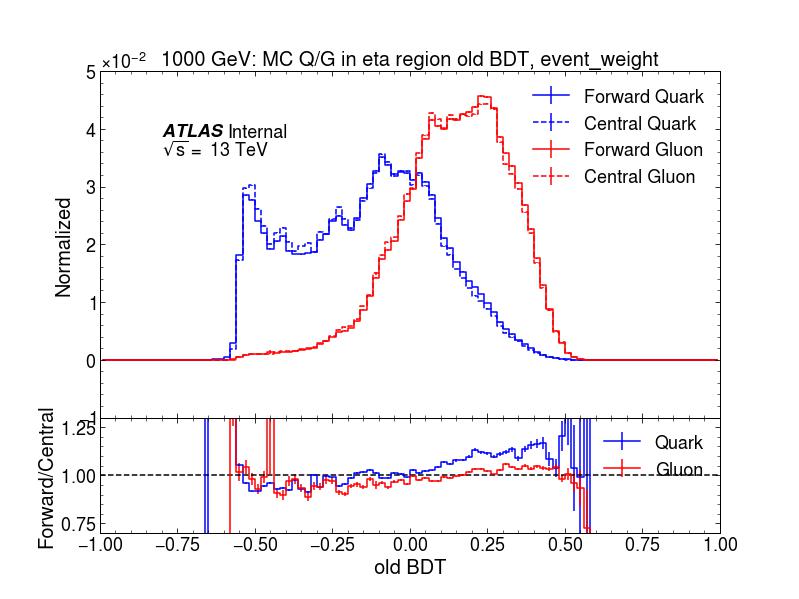 ×10⁻² 1000 GeV: MC Q/G in eta region old BDT, event_weight
5
4
3
2
1
0
−1
Normalized
ATLAS Internal
√s = 13 TeV
Forward Quark
Central Quark
Forward Gluon
Central Gluon
1.25
1.00
0.75
Forward/Central
Quark
Gluon
−1.00 −0.75 −0.50 −0.25 0.00 0.25 0.50 0.75 1.00
old BDT